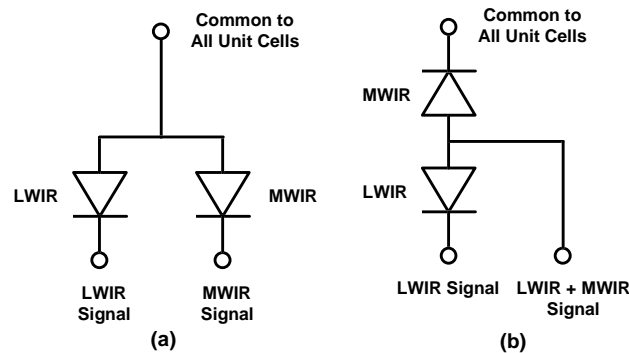 Common to
All Unit Cells
LWIR
MWIR
LWIR
Signal
MWIR
Signal
(a)
Common to
All Unit Cells
MWIR
LWIR
LWIR Signal
LWIR + MWIR
Signal
(b)